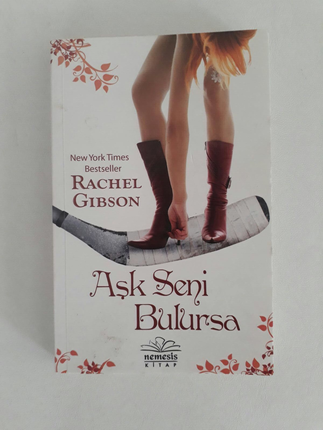 New York Times
Bestseller
RACHEL
GIBSON
Aşk Seni
Bulursa
nemesis
KİTAP